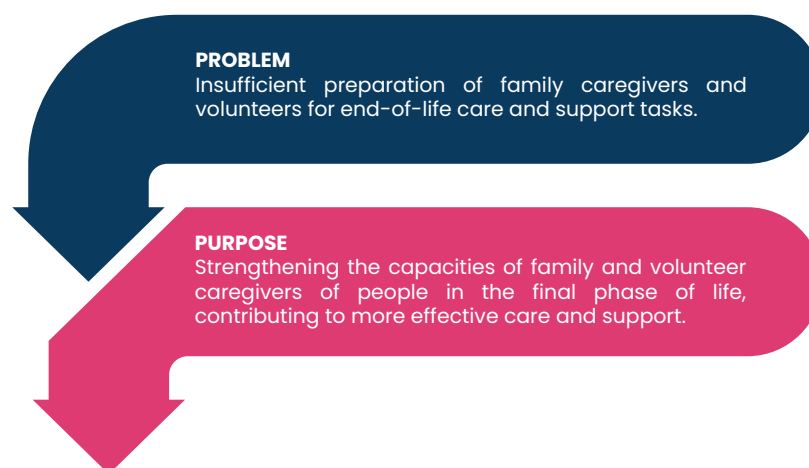 PROBLEM
Insufficient preparation of family caregivers and
volunteers for end-of-life care and support tasks.
PURPOSE
Strengthening the capacities of family and volunteer
caregivers of people in the final phase of life,
contributing to more effective care and support.